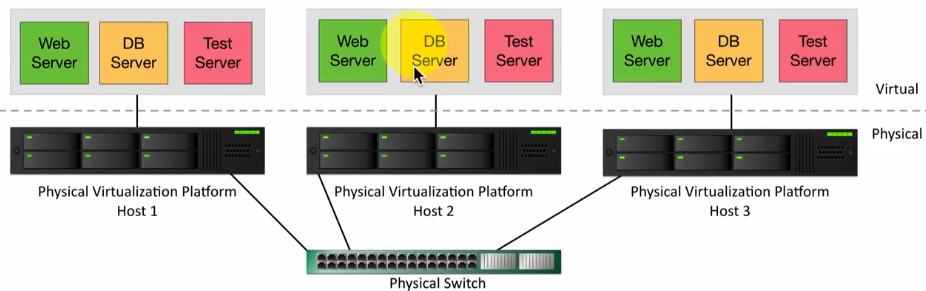 Web
Server
DB
Server
Test
Server
Web
Server
DB
Server
Test
Server
Web
Server
DB
Server
Test
Server
Virtual
Physical
Physical Virtualization Platform
Host 1
Physical Virtualization Platform
Host 2
Physical Virtualization Platform
Host 3
Physical Switch